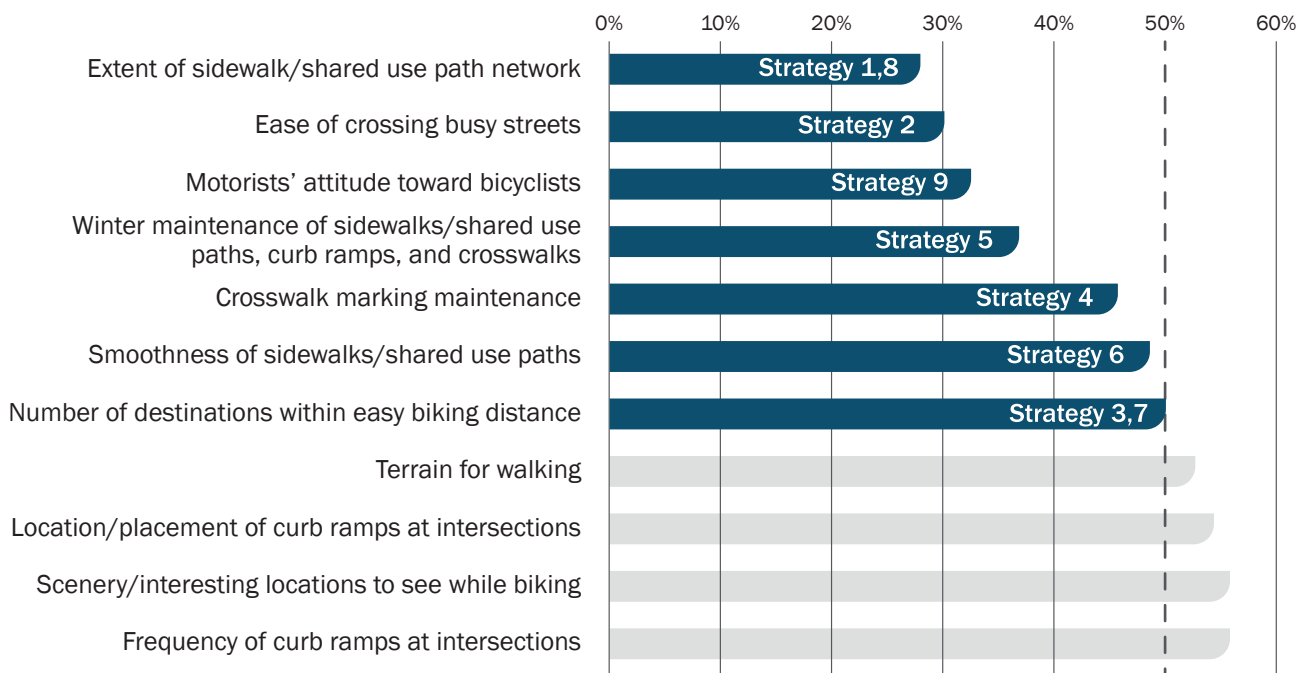 0% 10% 20% 30% 40% 50% 60%
Extent of sidewalk/shared use path network Strategy 1,8
Ease of crossing busy streets Strategy 2
Motorists’ attitude toward bicyclists Strategy 9
Winter maintenance of sidewalks/shared use
paths, curb ramps, and crosswalks Strategy 5
Crosswalk marking maintenance Strategy 4
Smoothness of sidewalks/shared use paths Strategy 6
Number of destinations within easy biking distance Strategy 3,7
Terrain for walking
Location/placement of curb ramps at intersections
Scenery/interesting locations to see while biking
Frequency of curb ramps at intersections